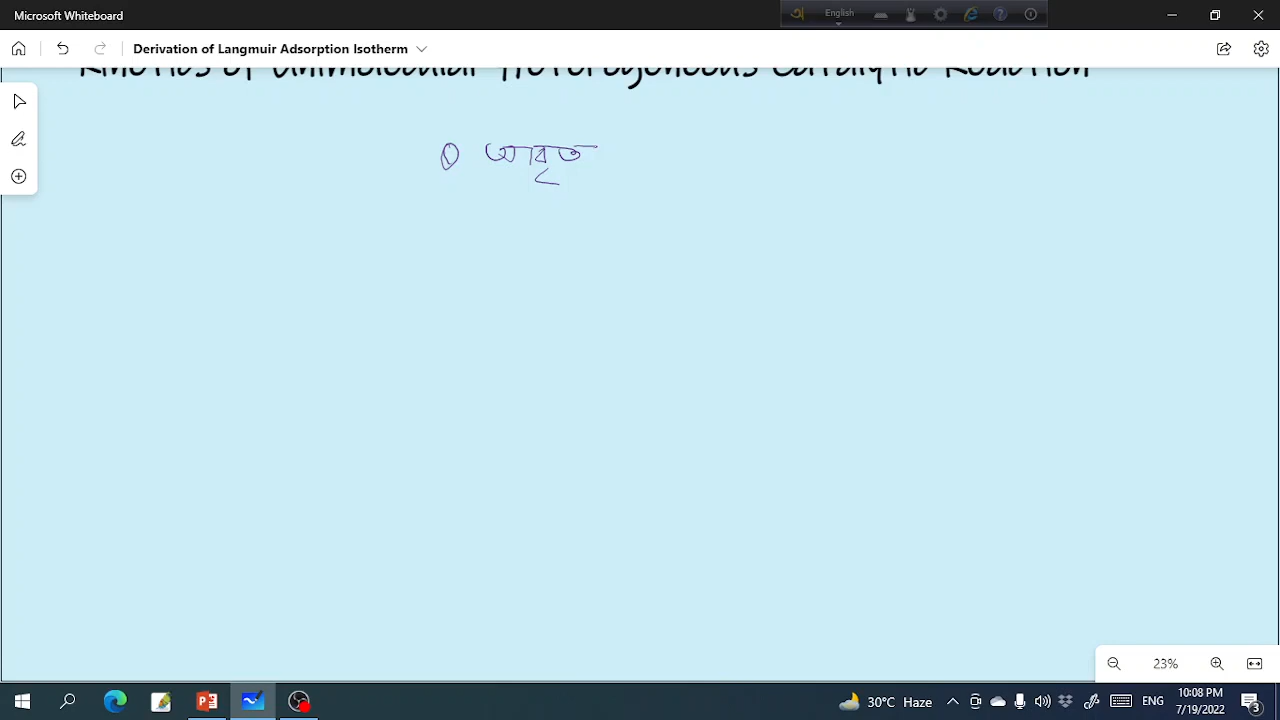 Microsoft Whiteboard
English
Derivation of Langmuir Adsorption Isotherm
Kinetics of Unimolecular Heterogeneous Catalytic Reaction
আবৃত
23%
30°C Haze
ENG
10:08 PM
7/19/2022
3